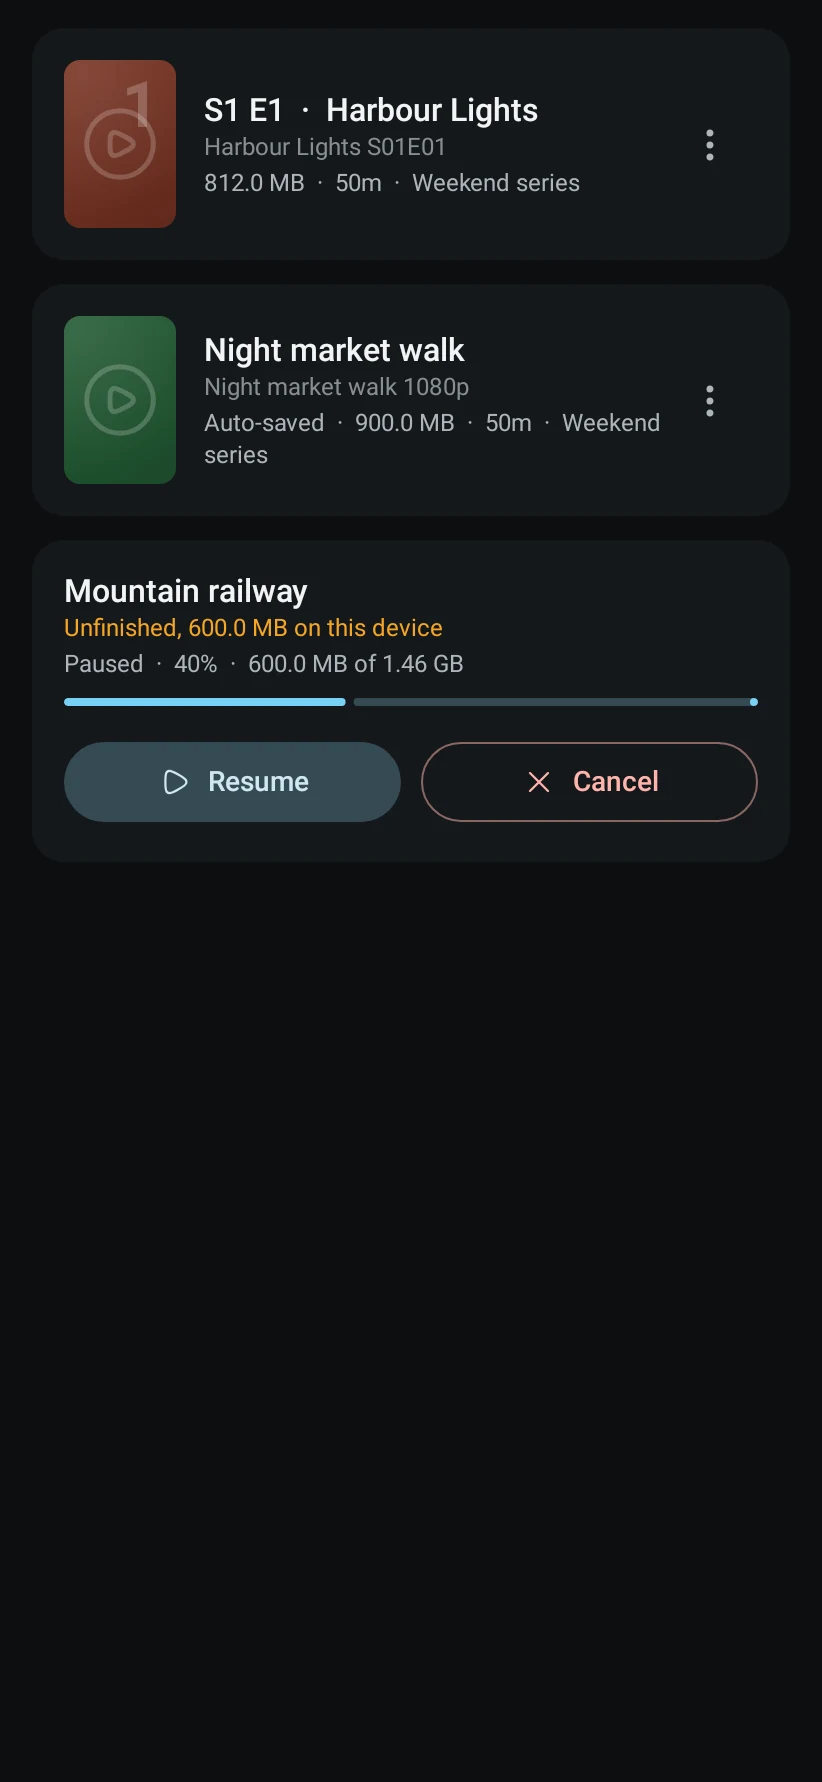 1
S1 E1 · Harbour Lights
Harbour Lights S01E01
812.0 MB · 50m · Weekend series
Night market walk
Night market walk 1080p
Auto-saved · 900.0 MB · 50m · Weekend
series
Mountain railway
Unfinished, 600.0 MB on this device
Paused · 40% · 600.0 MB of 1.46 GB
Resume
Cancel